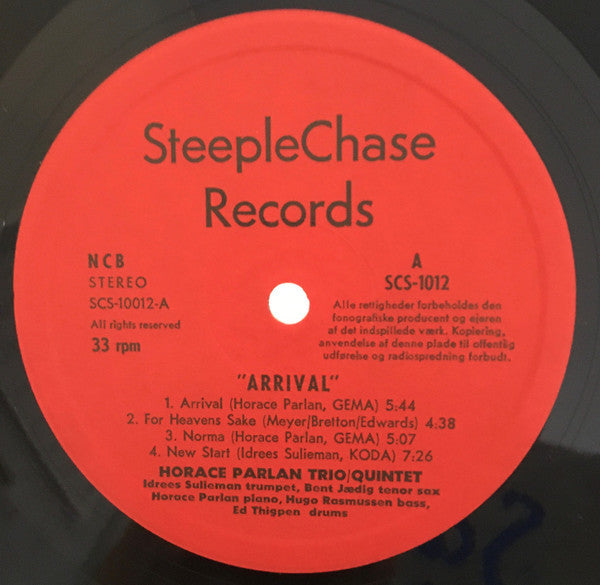 SteepleChase
Records
NCB
STEREO
SCS-10012-A
All rights reserved
33 rpm
A
SCS-1012
Alle rettigheder forbeholdes den
fonografiske producent og ejeren
af det indspillede værk. Kopiering,
anvendelse af denne plade til offentlig
udførelse og radiospredning forbudt.
"ARRIVAL"
1. Arrival (Horace Parlan, GEMA) 5:44
2. For Heavens Sake (Meyer/Bretton/Edwards) 4:38
3. Norma (Horace Parlan, GEMA) 5:07
4. New Start (Idrees Sulieman, KODA) 7:26
HORACE PARLAN TRIO/QUINTET
Idrees Sulieman trumpet, Bent Jædig tenor sax
Horace Parlan piano, Hugo Rasmussen bass,
Ed Thigpen drums